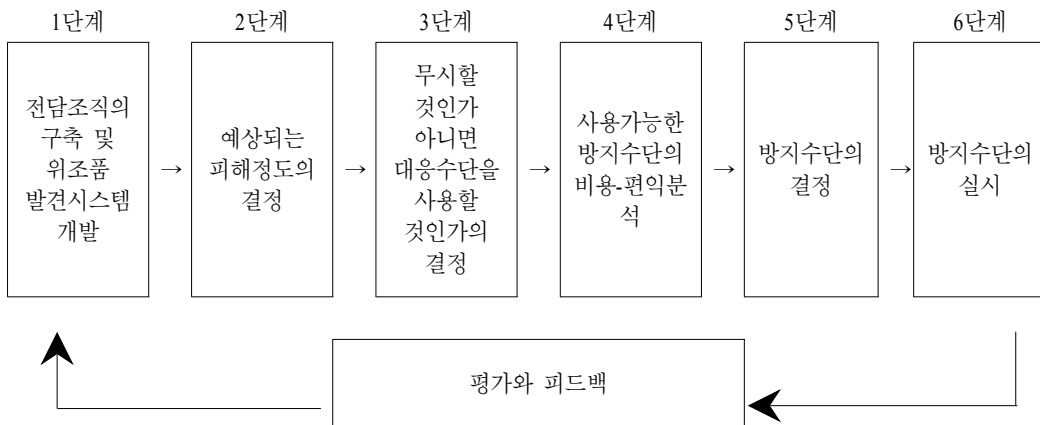 1단계
2단계
3단계
4단계
5단계
6단계
전담조직의
구축 및
위조품
발견시스템
개발
→
예상되는
피해정도의
결정
→
무시할
것인가
아니면
대응수단을
사용할
것인가의
결정
→
사용가능한
방지수단의
비용-편익분
석
→
방지수단의
결정
→
방지수단의
실시
평가와 피드백